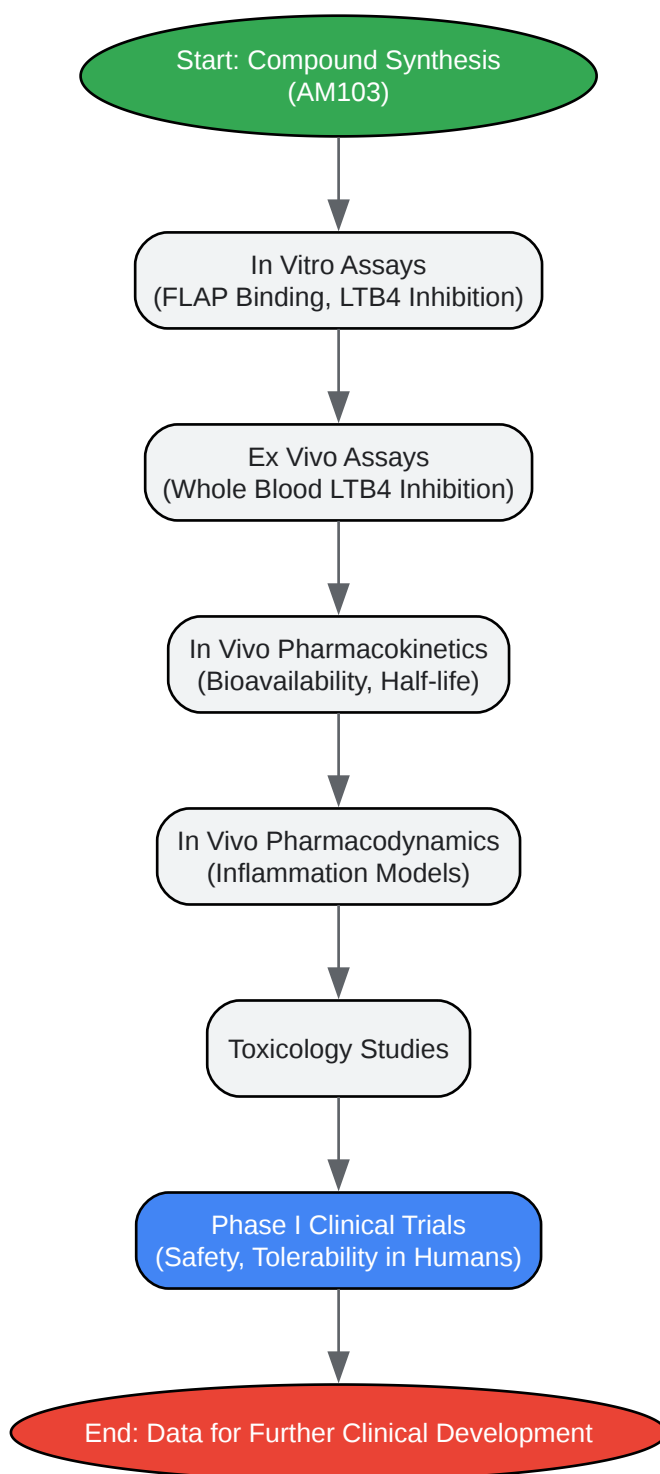 Start: Compound Synthesis
(AM103)
In Vitro Assays
(FLAP Binding, LTB4 Inhibition)
Ex Vivo Assays
(Whole Blood LTB4 Inhibition)
In Vivo Pharmacokinetics
(Bioavailability, Half-life)
In Vivo Pharmacodynamics
(Inflammation Models)
Toxicology Studies
Phase I Clinical Trials
(Safety, Tolerability in Humans)
End: Data for Further Clinical Development